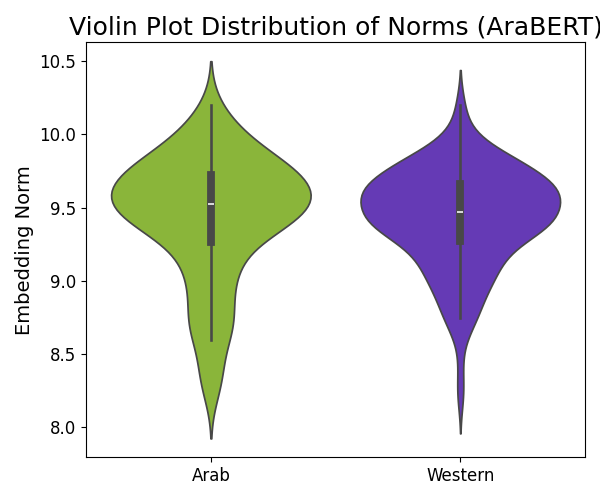 Violin Plot Distribution of Norms (AraBERT)
Embedding Norm
10.5
10.0
9.5
9.0
8.5
8.0
Arab
Western